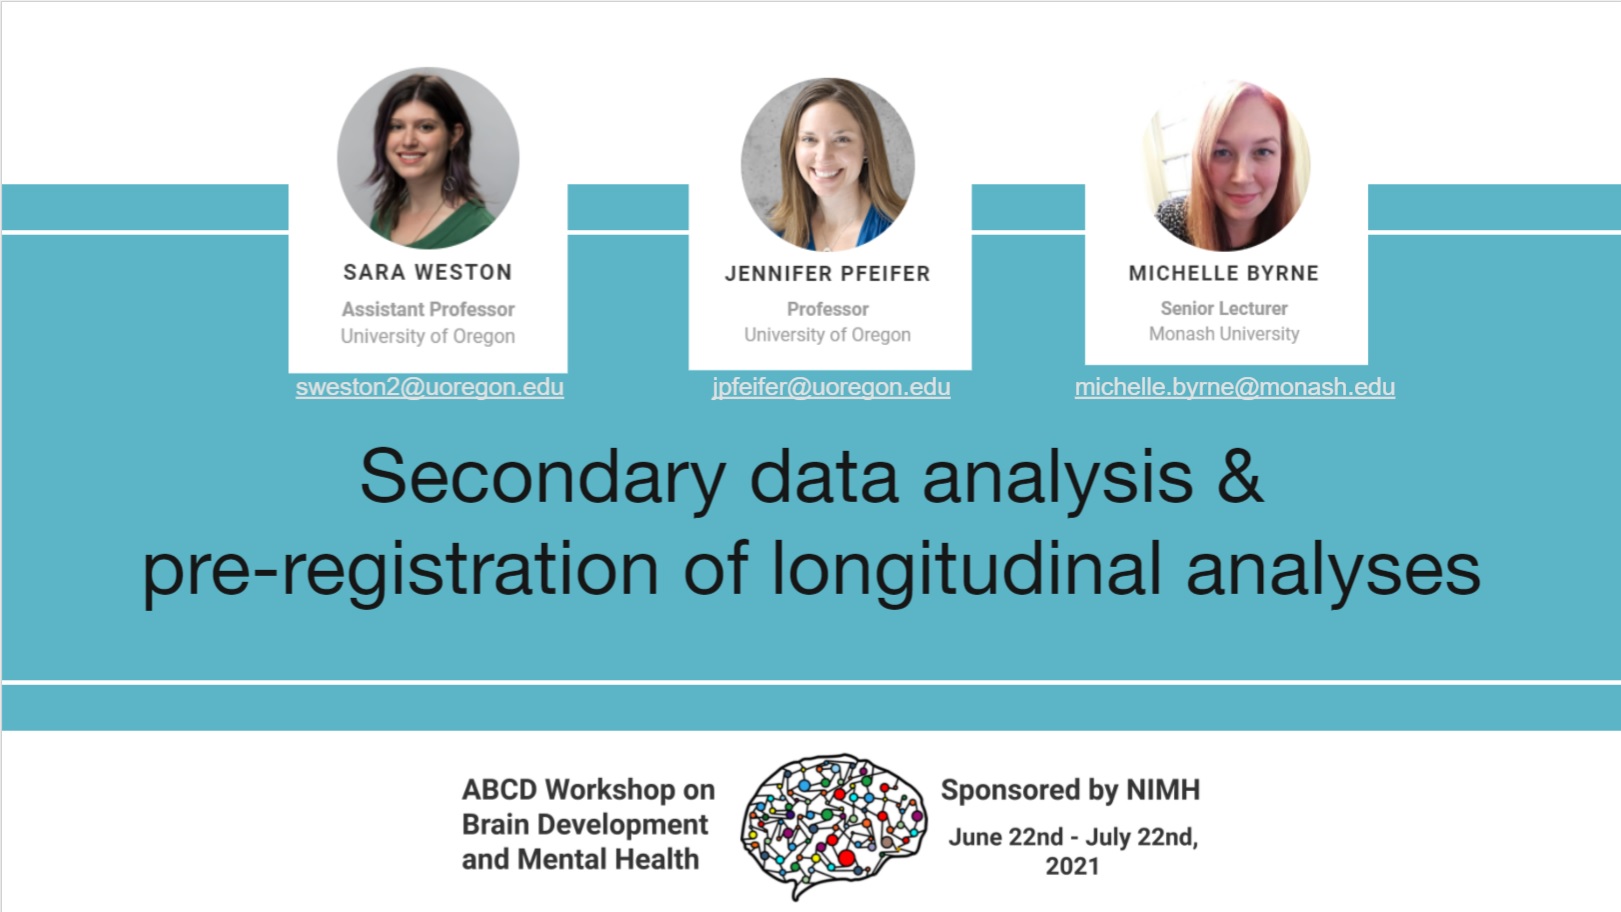 SARA WESTON
Assistant Professor
University of Oregon
sweston2@uoregon.edu
JENNIFER PFEIFER
Professor
University of Oregon
jpfeifer@uoregon.edu
MICHELLE BYRNE
Senior Lecturer
Monash University
michelle.byrne@monash.edu
Secondary data analysis &
pre-registration of longitudinal analyses
ABCD Workshop on
Brain Development
and Mental Health
Sponsored by NIMH
June 22nd - July 22nd,
2021